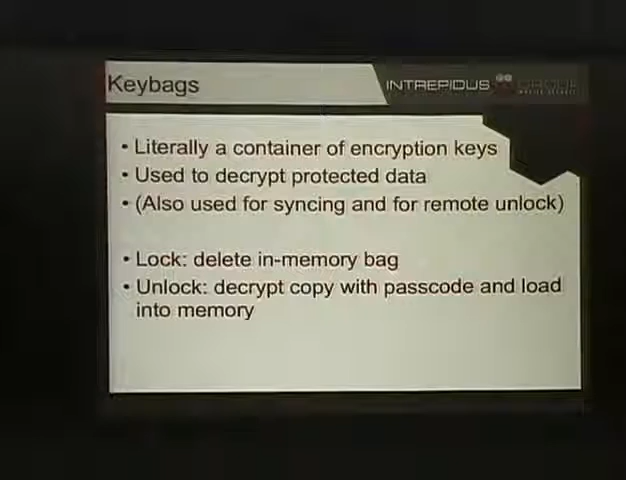 Keybags
INTREPIDUS GROUP
• Literally a container of encryption keys
• Used to decrypt protected data
• (Also used for syncing and for remote unlock)
• Lock: delete in-memory bag
• Unlock: decrypt copy with passcode and load
into memory